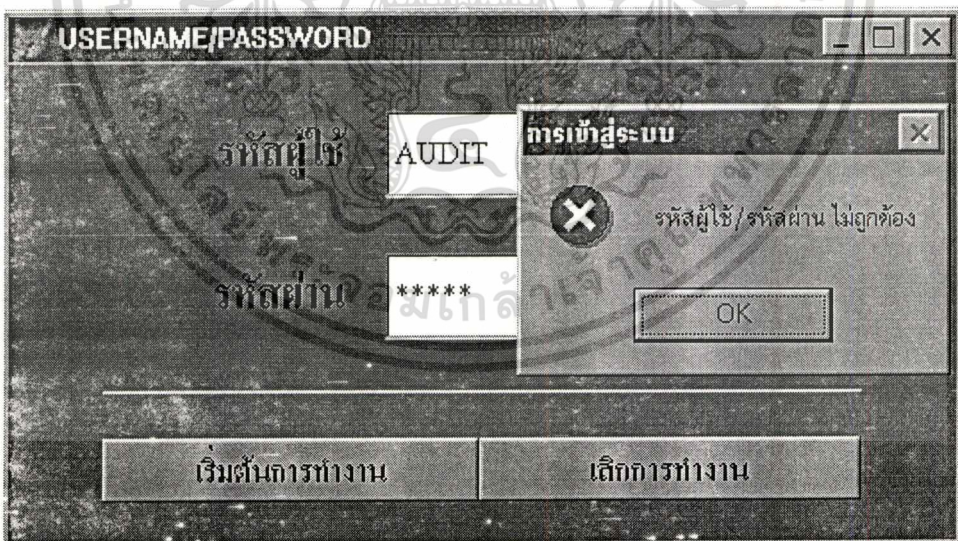 USERNAME/PASSWORD
รหัสผู้ใช้ AUDIT
การเข้าสู่ระบบ
รหัสผู้ใช้/รหัสผ่าน ไม่ถูกต้อง
รหัสผ่าน *****
OK
เริ่มต้นการทำงาน
เลิกการทำงาน